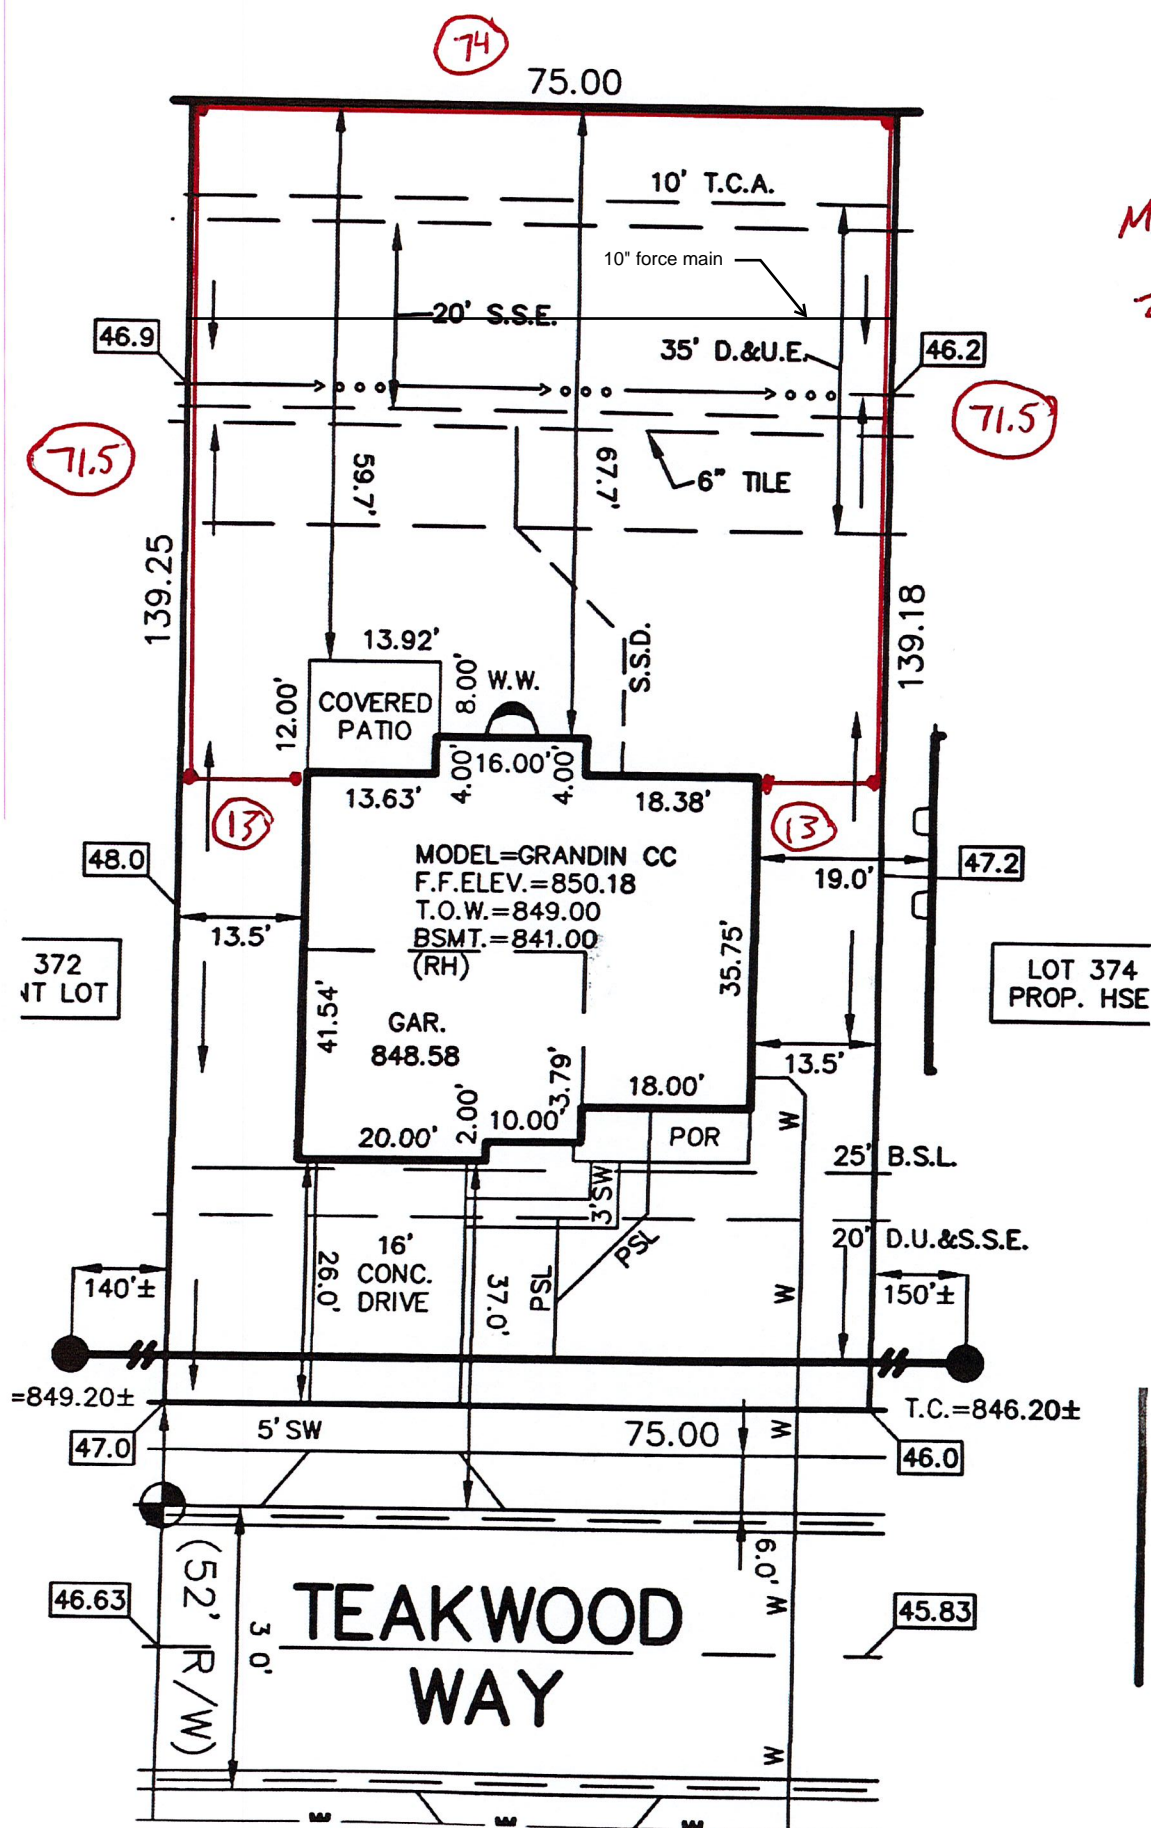 74
75.00
10' T.C.A.
10" force main
20' S.S.E.
35' D.&U.E.
46.9
46.2
71.5
71.5
59.7'
67.7'
6" TILE
139.25
139.18
13.92'
8.00'
W.W.
S.S.D.
12.00'
COVERED
PATIO
4.00'
16.00'
4.00'
13.63'
18.38'
13
13
MODEL=GRANDIN CC
F.F.ELEV.=850.18
T.O.W.=849.00
BSMT.=841.00
(RH)
48.0
47.2
19.0'
13.5'
35.75'
372
NT LOT
LOT 374
PROP. HSE
41.54'
GAR.
848.58
13.5'
3.79'
18.00'
2.00'
10.00'
20.00'
POR
W
25' B.S.L.
3'SW
20' D.U.&S.S.E.
16'
CONC.
DRIVE
26.0'
37.0'
PSL
PSL
W
140'±
150'±
=849.20±
T.C.=846.20±
5' SW
75.00
W
47.0
46.0
(52' R/W)
6.0'
W
46.63
45.83
TEAKWOOD
WAY
W
W
W
W